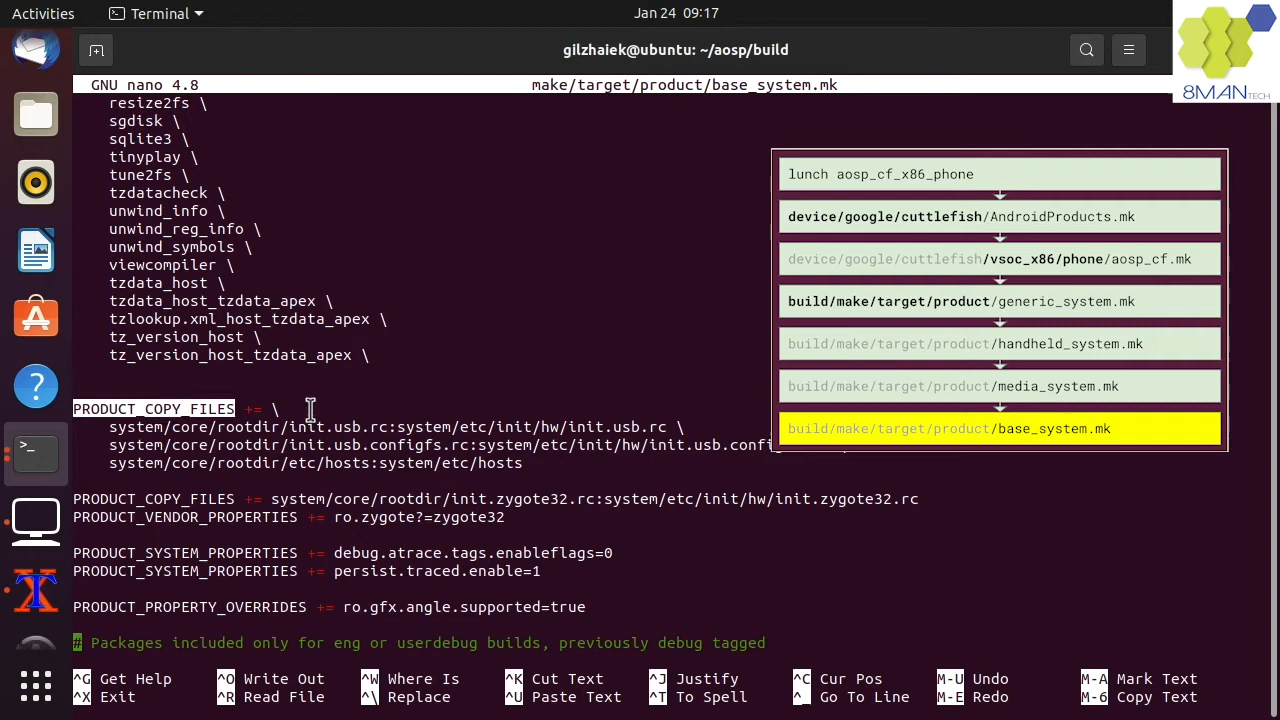 Activities
Terminal
Jan 24 09:17
gilzhaiek@ubuntu: ~/aosp/build
8MANTECH
GNU nano 4.8 make/target/product/base_system.mk
resize2fs \
sgdisk \
sqlite3 \
tinyplay \
tune2fs \
tzdatacheck \
unwind_info \
unwind_reg_info \
unwind_symbols \
viewcompiler \
tzdata_host \
tzdata_host_tzdata_apex \
tzlookup.xml_host_tzdata_apex \
tz_version_host \
tz_version_host_tzdata_apex \
PRODUCT_COPY_FILES += \
system/core/rootdir/init.usb.rc:system/etc/init/hw/init.usb.rc \
system/core/rootdir/init.usb.configfs.rc:system/etc/init/hw/init.usb.config
system/core/rootdir/etc/hosts:system/etc/hosts
PRODUCT_COPY_FILES += system/core/rootdir/init.zygote32.rc:system/etc/init/hw/init.zygote32.rc
PRODUCT_VENDOR_PROPERTIES += ro.zygote?=zygote32
PRODUCT_SYSTEM_PROPERTIES += debug.atrace.tags.enableflags=0
PRODUCT_SYSTEM_PROPERTIES += persist.traced.enable=1
PRODUCT_PROPERTY_OVERRIDES += ro.gfx.angle.supported=true
# Packages included only for eng or userdebug builds, previously debug tagged
lunch aosp_cf_x86_phone
device/google/cuttlefish/AndroidProducts.mk
device/google/cuttlefish/vsoc_x86/phone/aosp_cf.mk
build/make/target/product/generic_system.mk
build/make/target/product/handheld_system.mk
build/make/target/product/media_system.mk
build/make/target/product/base_system.mk
^G Get Help ^O Write Out ^W Where Is ^K Cut Text ^J Justify ^C Cur Pos M-U Undo M-A Mark Text
^X Exit ^R Read File ^\ Replace ^U Paste Text ^T To Spell ^_ Go To Line M-E Redo M-6 Copy Text